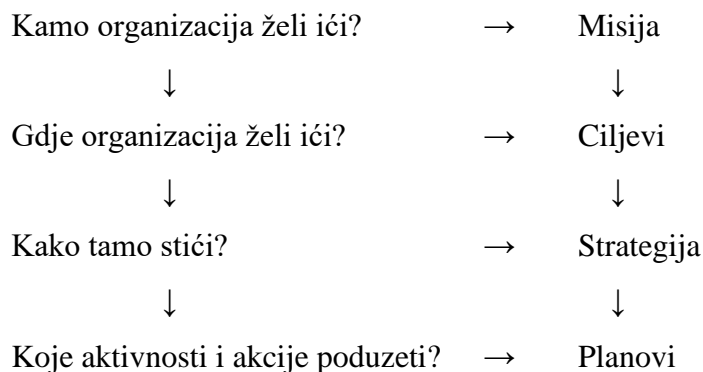 Kamo organizacija želi ići? → Misija
↓ ↓
Gdje organizacija želi ići? → Ciljevi
↓ ↓
Kako tamo stići? → Strategija
↓ ↓
Koje aktivnosti i akcije poduzeti? → Planovi